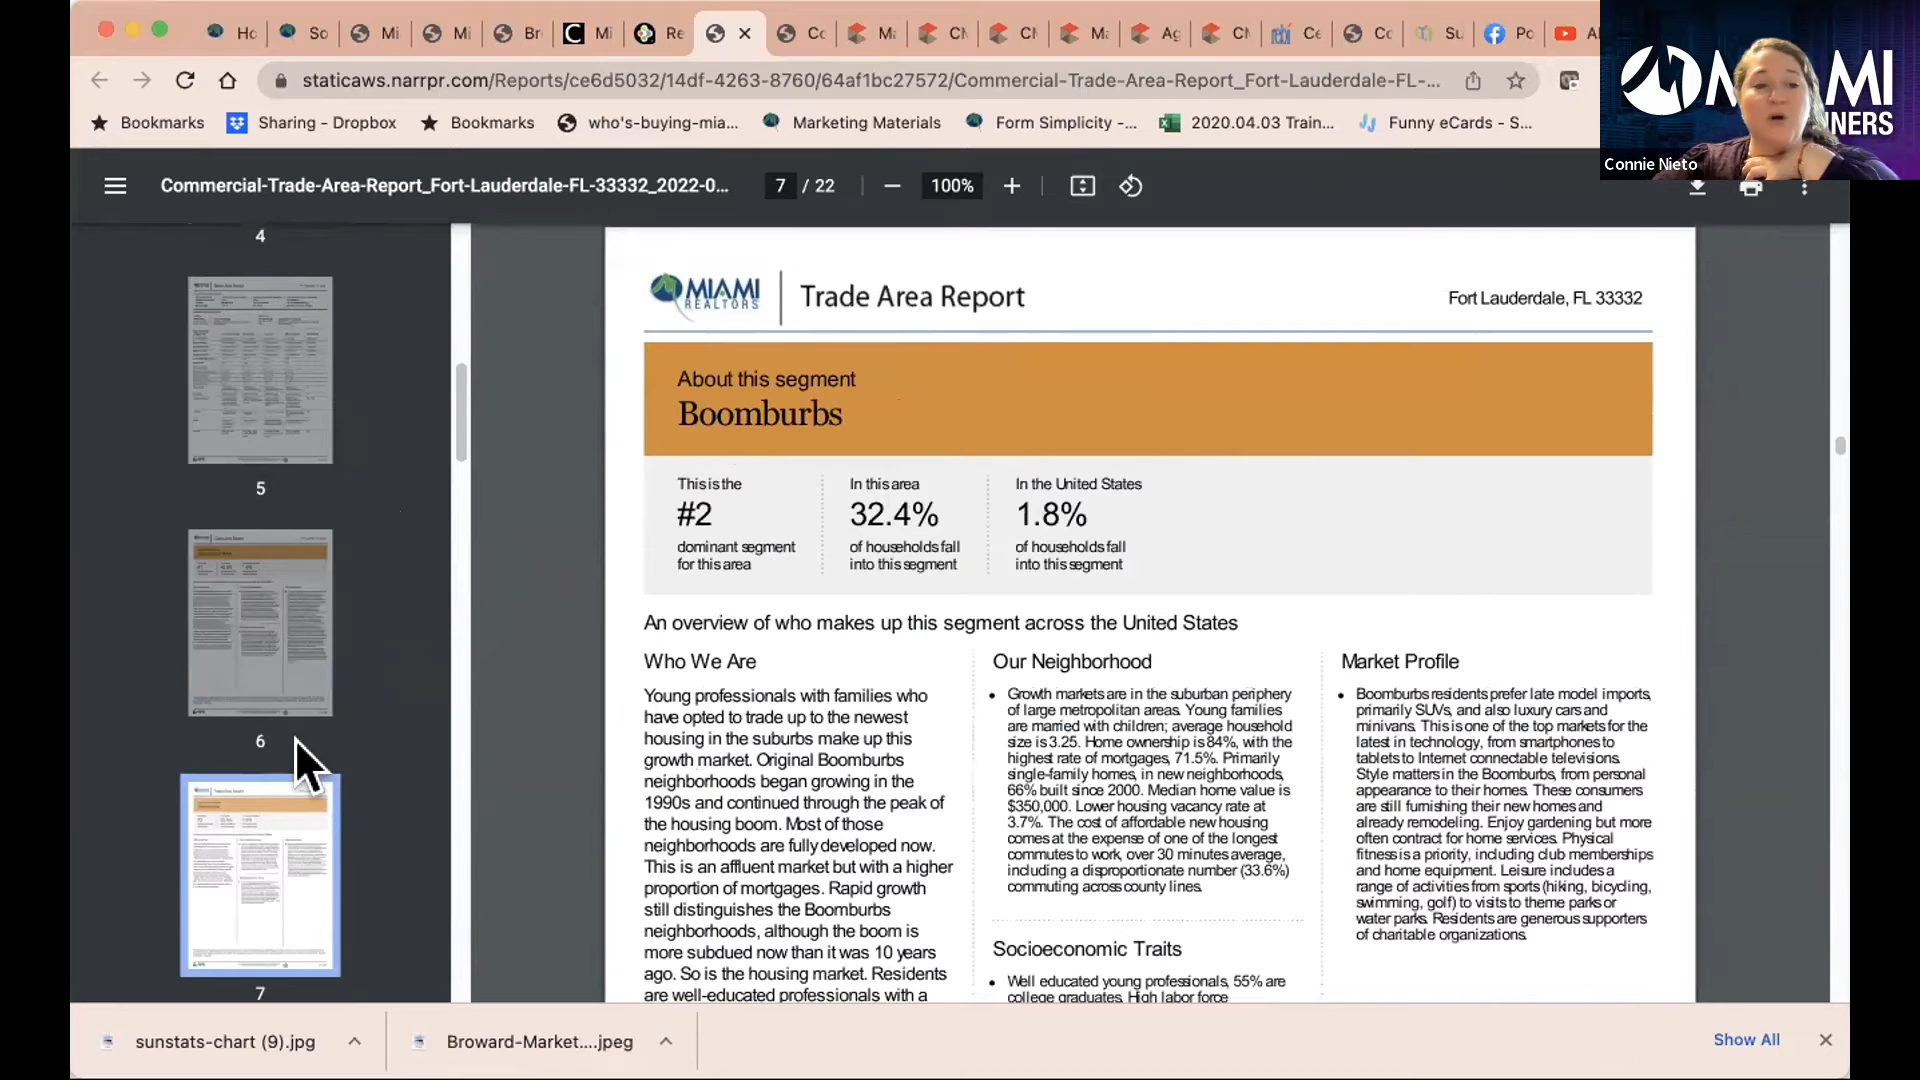 Hc
So
Mi
Mi
Br
Mi
Re
Cc
Ma
CM
CM
Ma
Ag
CM
Ce
Cc
Su
Po
staticaws.narrpr.com/Reports/ce6d5032/14df-4263-8760/64af1bc27572/Commercial-Trade-Area-Report_Fort-Lauderdale-FL-...
Bookmarks
Sharing - Dropbox
Bookmarks
who's-buying-mia...
Marketing Materials
Form Simplicity -...
2020.04.03 Train...
Funny eCards - S...
Connie Nieto
Commercial-Trade-Area-Report_Fort-Lauderdale-FL-33332_2022-0...
7 / 22
100%
4
5
6
7
MIAMI
REALTORS
Trade Area Report
Fort Lauderdale, FL 33332
About this segment
Boomburbs
This is the
#2
dominant segment
for this area
In this area
32.4%
of households fall
into this segment
In the United States
1.8%
of households fall
into this segment
An overview of who makes up this segment across the United States
Who We Are
Young professionals with families who
have opted to trade up to the newest
housing in the suburbs make up this
growth market. Original Boomburbs
neighborhoods began growing in the
1990s and continued through the peak of
the housing boom. Most of those
neighborhoods are fully developed now.
This is an affluent market but with a higher
proportion of mortgages. Rapid growth
still distinguishes the Boomburbs
neighborhoods, although the boom is
more subdued now than it was 10 years
ago. So is the housing market. Residents
are well-educated professionals with a
Our Neighborhood
Growth markets are in the suburban periphery
of large metropolitan areas. Young families
are married with children; average household
size is 3.25. Home ownership is 84%, with the
highest rate of mortgages, 71.5%. Primarily
single-family homes, in new neighborhoods,
66% built since 2000. Median home value is
$350,000. Lower housing vacancy rate at
3.7%. The cost of affordable new housing
comes at the expense of one of the longest
commutes to work, over 30 minutes average,
including a disproportionate number (33.6%)
commuting across county lines.
Socioeconomic Traits
Well educated young professionals, 55% are
college graduates. High labor force
Market Profile
Boomburbs residents prefer late model imports,
primarily SUVs, and also luxury cars and
minivans. This is one of the top markets for the
latest in technology, from smartphones to
tablets to Internet connectable televisions.
Style matters in the Boomburbs, from personal
appearance to their homes. These consumers
are still furnishing their new homes and
already remodeling. Enjoy gardening but more
often contract for home services. Physical
fitness is a priority, including club memberships
and home equipment. Leisure includes a
range of activities from sports (hiking, bicycling,
swimming, golf) to visits to theme parks or
water parks. Residents are generous supporters
of charitable organizations.
sunstats-chart (9).jpg
Broward-Market....jpeg
Show All